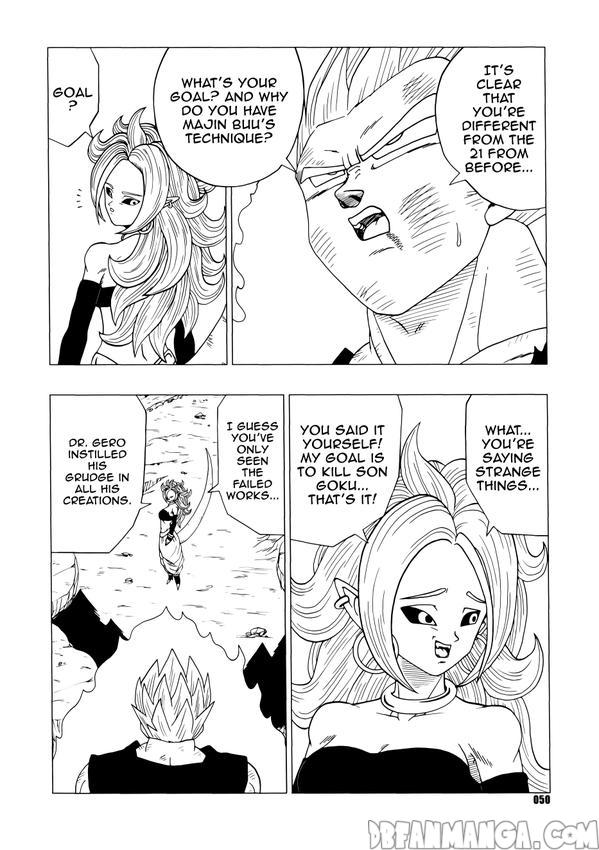 IT'S
CLEAR
THAT
YOU'RE
DIFFERENT
FROM THE
21 FROM
BEFORE...
WHAT'S YOUR
GOAL? AND WHY
DO YOU HAVE
MAJIN BUU'S
TECHNIQUE?
GOAL
?
WHAT...
YOU'RE
SAYING
STRANGE
THINGS...
YOU SAID IT
YOURSELF!
MY GOAL IS
TO KILL SON
GOKU...
THAT'S IT!
I GUESS
YOU'VE
ONLY
SEEN
THE
FAILED
WORKS...
DR. GERO
INSTILLED
HIS
GRUDGE IN
ALL HIS
CREATIONS.
050
DBFANMANGA.COM